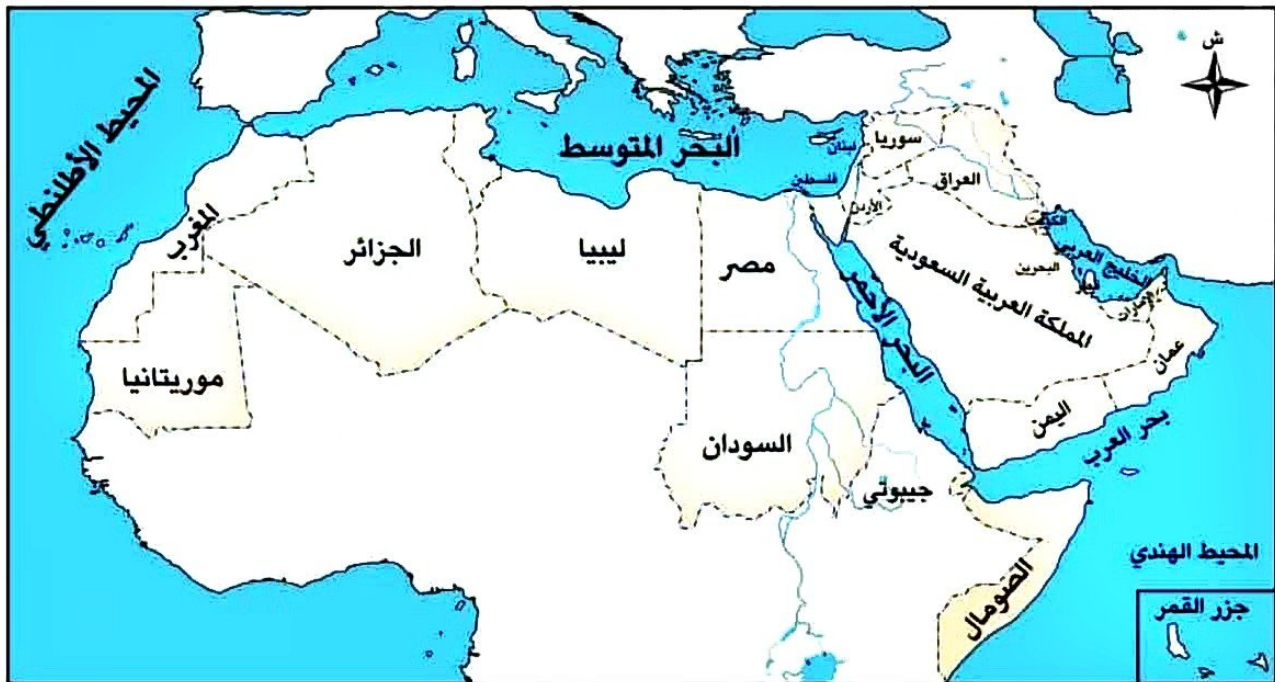 ش
المحيط الأطلنطي
البحر المتوسط
لبنان
سوريا
فلسطين
العراق
الأردن
الكويت
المغرب
الجزائر
ليبيا
مصر
البحر الأحمر
المملكة العربية السعودية
البحرين
الخليج العربي
قطر
الإمارات
عمان
اليمن
بحر العرب
موريتانيا
السودان
جيبوتي
الصومال
المحيط الهندي
جزر القمر